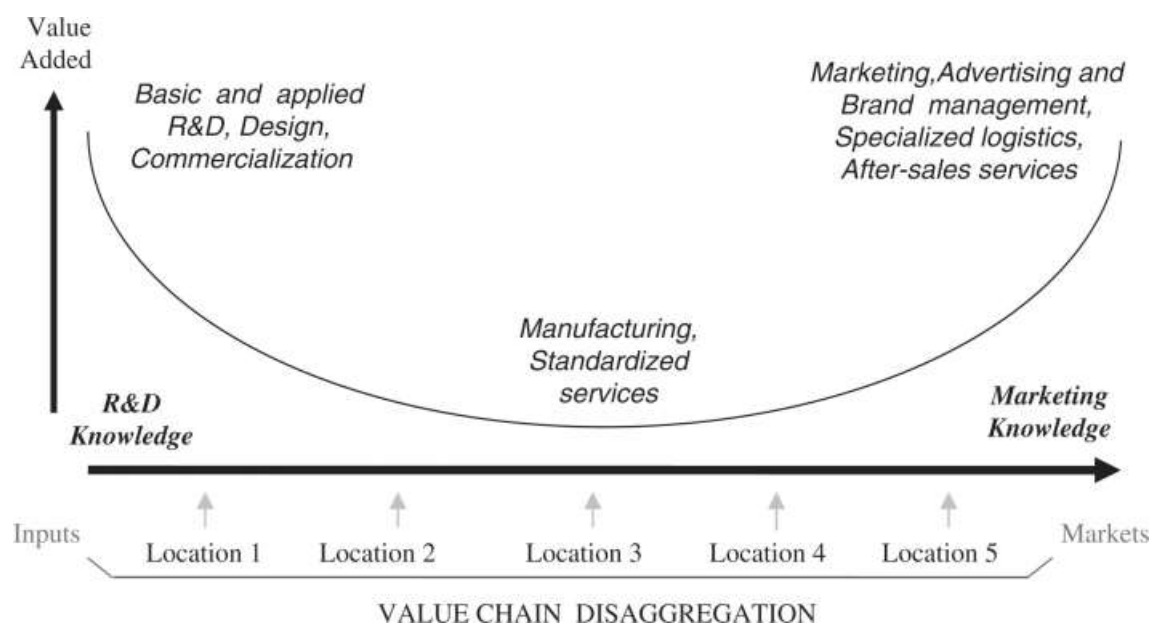 Value
Added
Basic and applied
R&D, Design,
Commercialization
Marketing,Advertising and
Brand management,
Specialized logistics,
After-sales services
Manufacturing,
Standardized
services
R&D
Knowledge
Marketing
Knowledge
Inputs
Location 1
Location 2
Location 3
Location 4
Location 5
Markets
VALUE CHAIN DISAGGREGATION